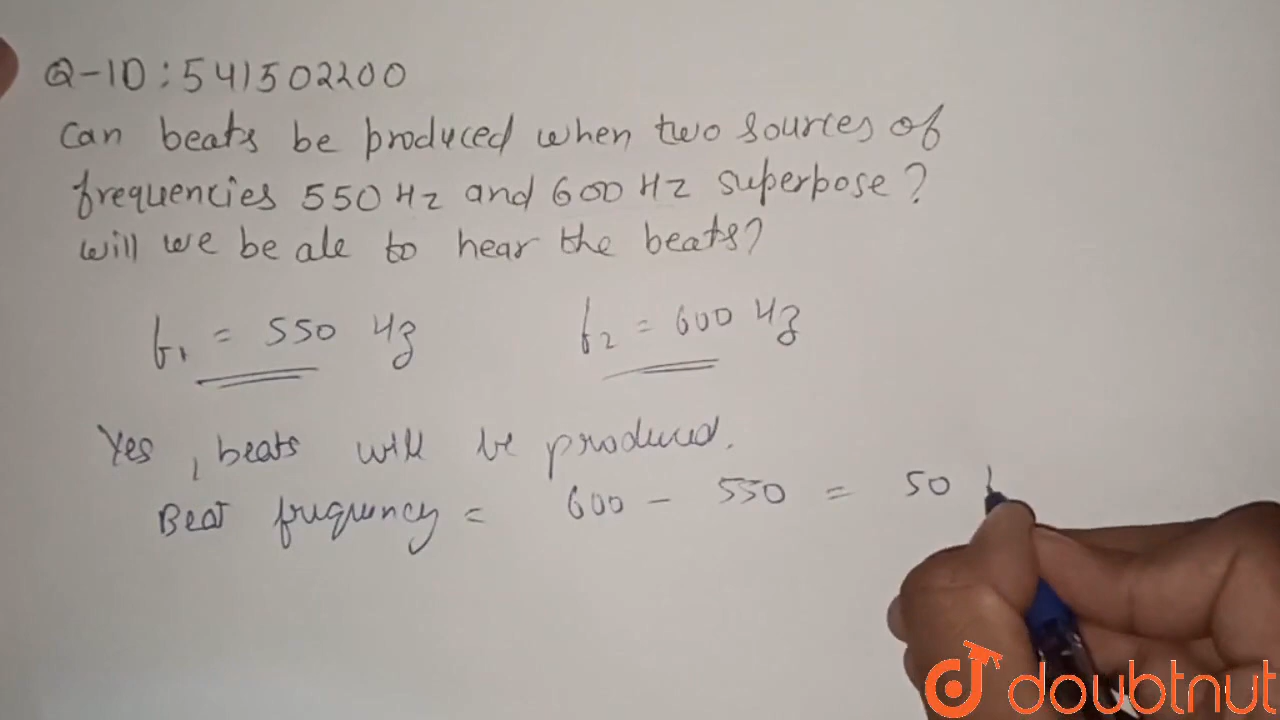 Q-ID : 541502200
Can beats be produced when two sources of
frequencies 550 Hz and 600 Hz superpose?
will we be ale to hear the beats?
f1 = 550 Hz f2 = 600 Hz
Yes, beats will be produced.
Beat frequency = 600 - 550 = 50
doubtnut